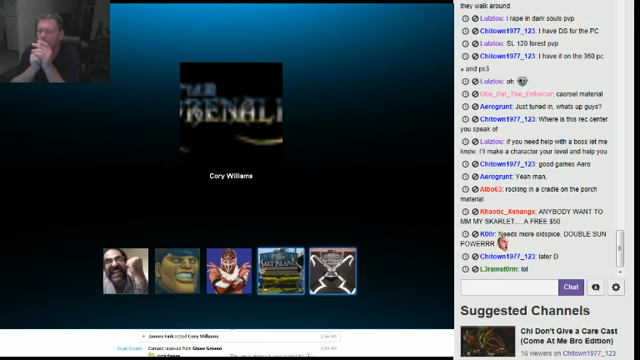 they walk around
Lulzlou: I rape in dark souls pvp
Chitown1977_123: I have DS for the PC
Lulzlou: SL 120 forest pvp
Chitown1977_123: I have it on the 360 pc
and ps3
Lulzlou: oh
Obs_Pat_The_Enforcer: caorsel material
Aerogrunt: Just tuned in, whats up guys?
Chitown1977_123: Where is this rec center
you speak of
Lulzlou: if you need help with a boss let me
know. I'll make a character your level and help you
Chitown1977_123: good games Aero
Aerogrunt: Yeah man.
Albo63: rocking in a cradle on the porch
material
Khaotic_Xshangx: ANYBODY WANT TO
MM MY SKARLET.... A FREE $50
K00lr: Needs more oldspice. DOUBLE SUN
POWERRR
Chitown1977_123: later D
L3rainst0rm: lol
Chat
Suggested Channels
Chi Don't Give a Care Cast
(Come At Me Bro Edition)
16 viewers on Chitown1977_123
Cory Williams
James Fink added Cory Williams
Contact received from